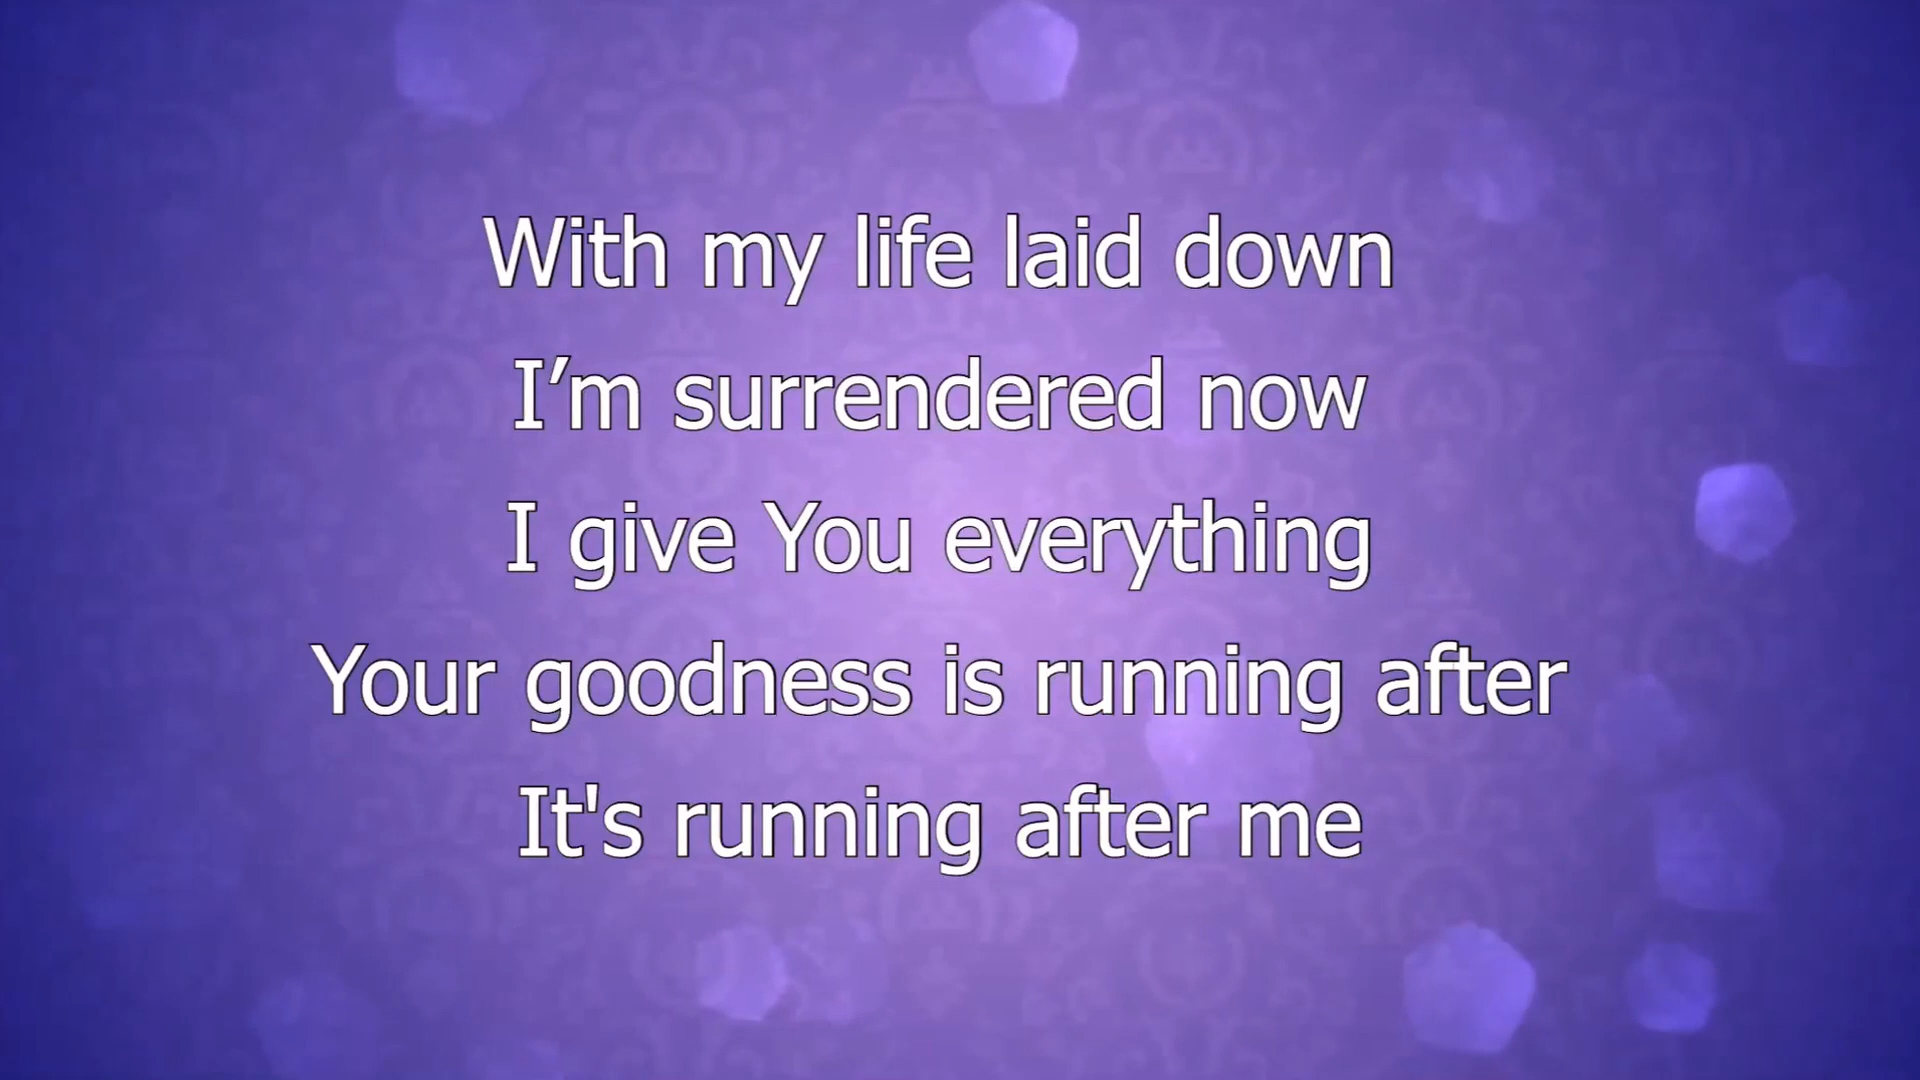 With my life laid down
I’m surrendered now
I give You everything
Your goodness is running after
It's running after me